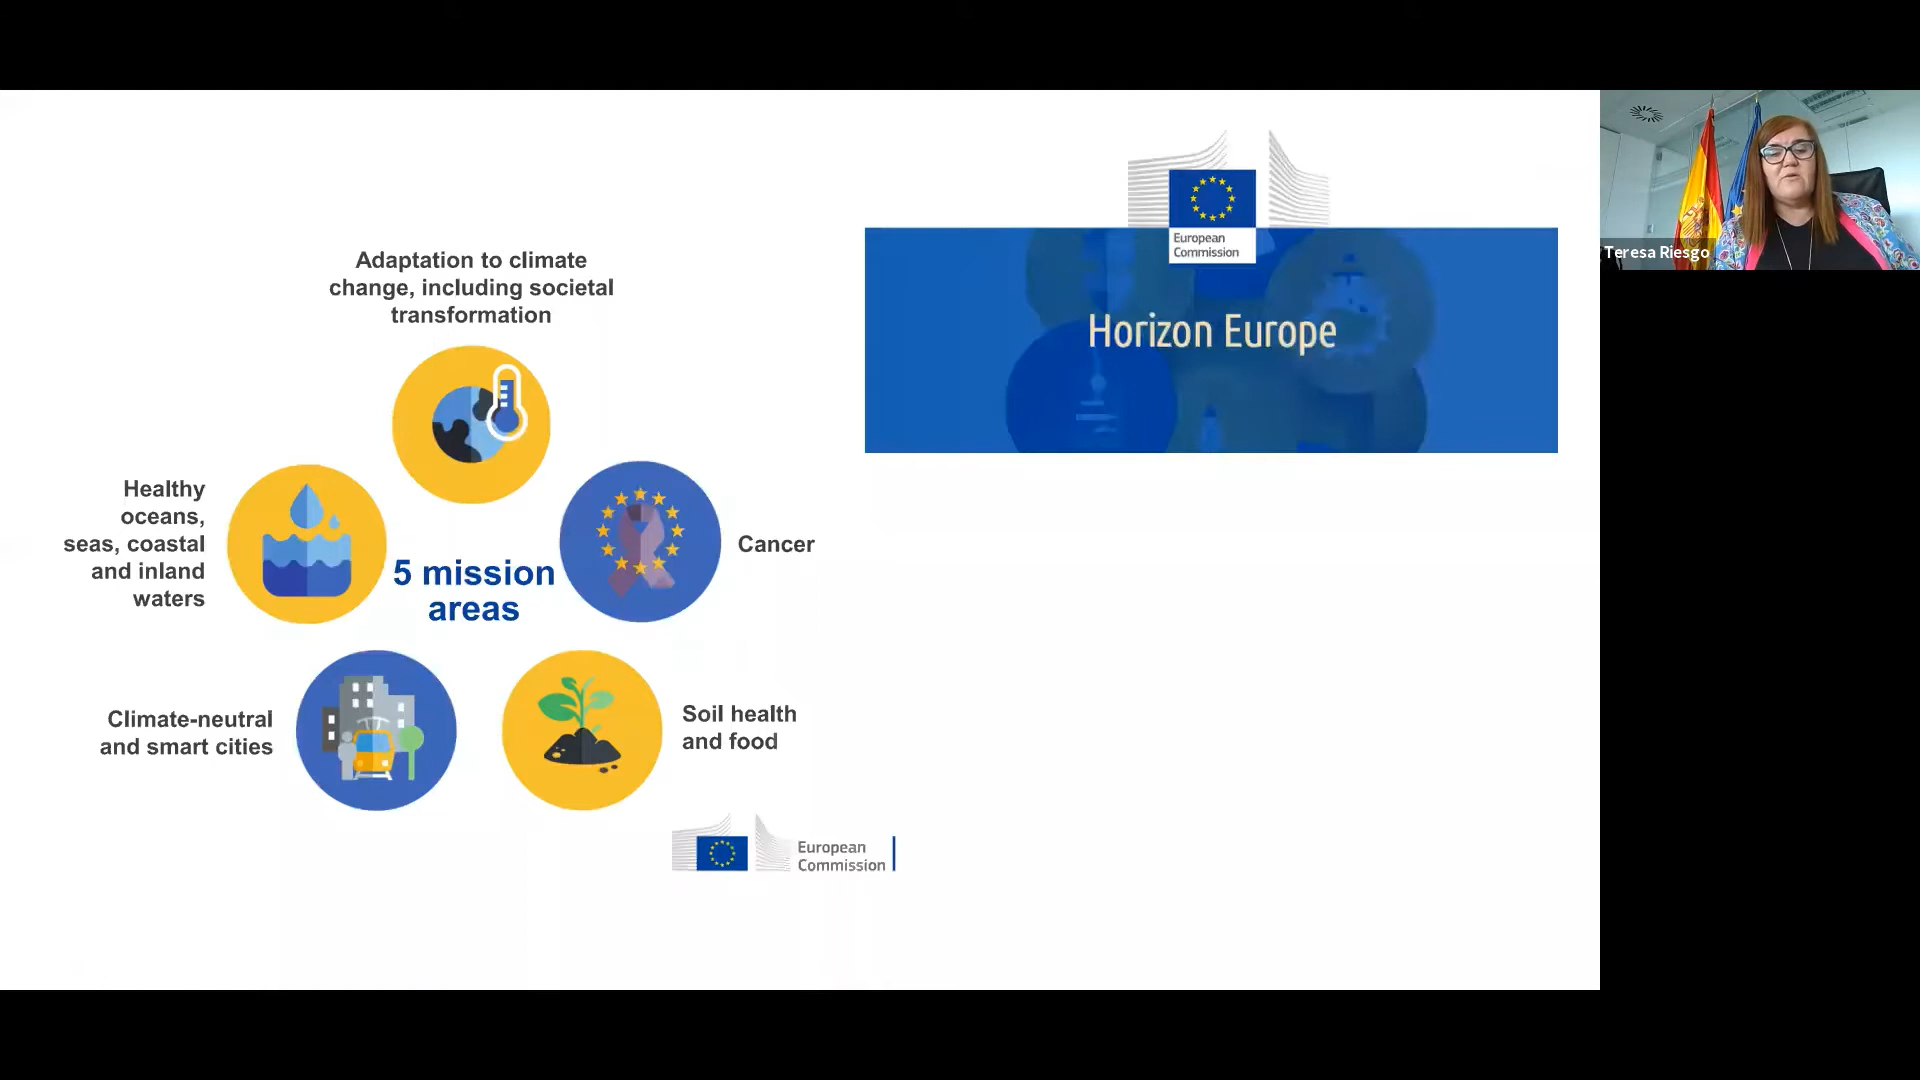 Adaptation to climate
change, including societal
transformation
Healthy
oceans,
seas, coastal
and inland
waters
5 mission
areas
Cancer
Climate-neutral
and smart cities
Soil health
and food
European
Commission
European
Commission
Horizon Europe
Teresa Riesgo